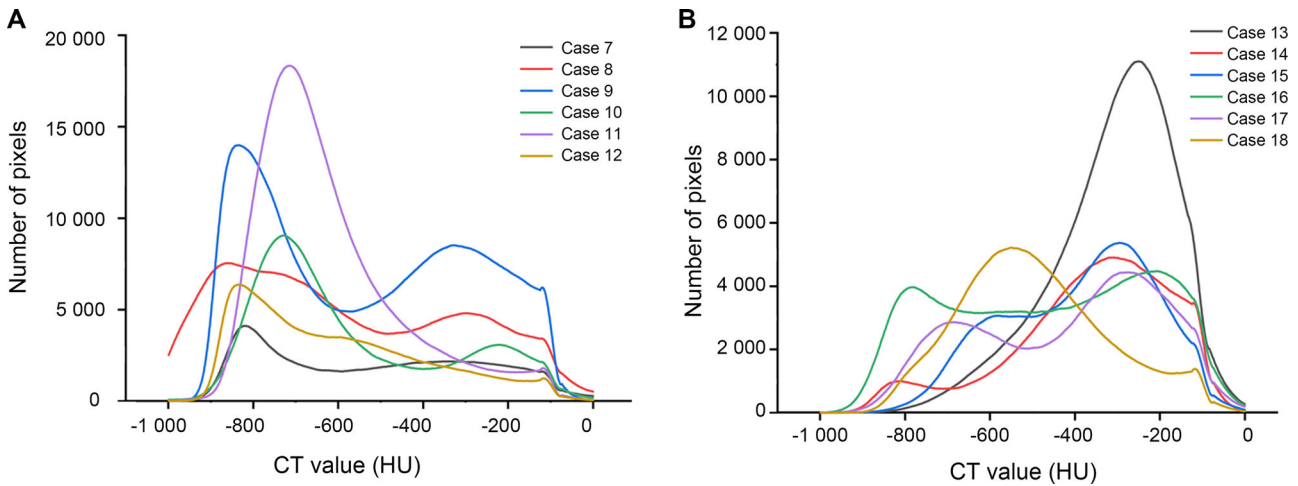 A
20 000
15 000
10 000
5 000
0
Number of pixels
-1 000 -800 -600 -400 -200 0
CT value (HU)
Case 7
Case 8
Case 9
Case 10
Case 11
Case 12
B
12 000
10 000
8 000
6 000
4 000
2 000
0
Number of pixels
-1 000 -800 -600 -400 -200 0
CT value (HU)
Case 13
Case 14
Case 15
Case 16
Case 17
Case 18